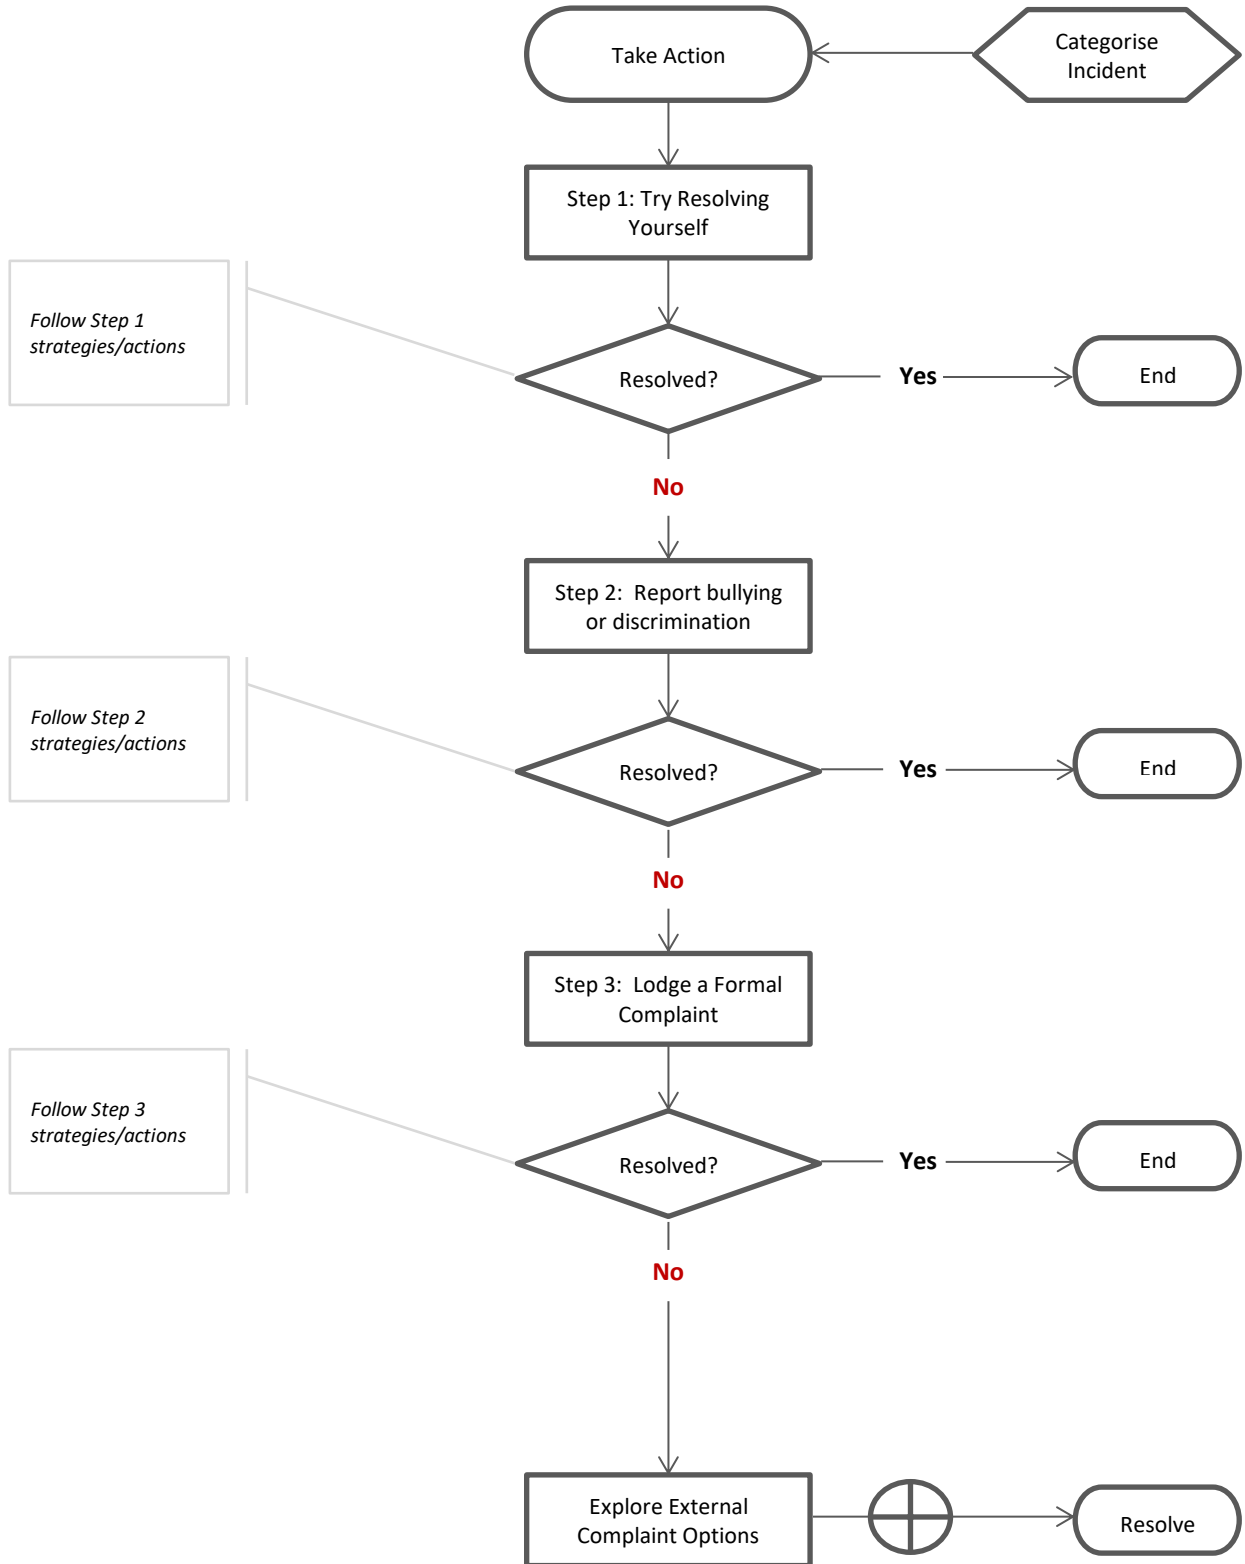 Take Action
Categorise
Incident
Step 1: Try Resolving
Yourself
Follow Step 1
strategies/actions
Resolved?
Yes
End
No
Step 2:  Report bullying
or discrimination
Follow Step 2
strategies/actions
Resolved?
Yes
End
No
Step 3:  Lodge a Formal
Complaint
Follow Step 3
strategies/actions
Resolved?
Yes
End
No
Explore External
Complaint Options
Resolve